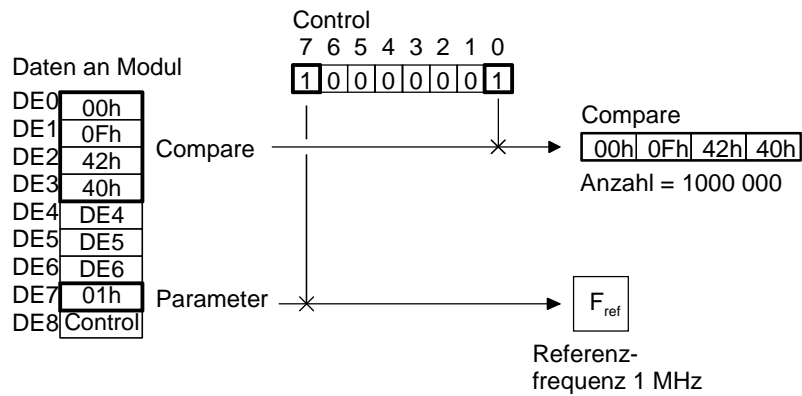 Control
7 6 5 4 3 2 1 0
1 0 0 0 0 0 0 1
Daten an Modul
DE0 00h
DE1 0Fh
DE2 42h
DE3 40h
DE4 DE4
DE5 DE5
DE6 DE6
DE7 01h
DE8 Control
Compare
Parameter
Compare
00h 0Fh 42h 40h
Anzahl = 1000 000
Fref
Referenz-
frequenz 1 MHz